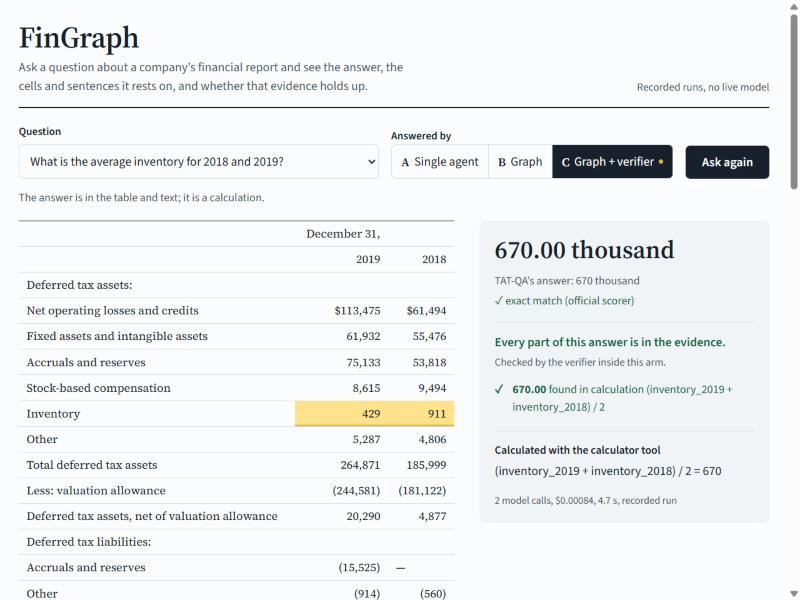 FinGraph
Ask a question about a company's financial report and see the answer, the
cells and sentences it rests on, and whether that evidence holds up.
Recorded runs, no live model
Question
Answered by
What is the average inventory for 2018 and 2019?
A Single agent
B Graph
C Graph + verifier
Ask again
The answer is in the table and text; it is a calculation.
December 31,
2019 2018
Deferred tax assets:
Net operating losses and credits $113,475 $61,494
Fixed assets and intangible assets 61,932 55,476
Accruals and reserves 75,133 53,818
Stock-based compensation 8,615 9,494
Inventory 429 911
Other 5,287 4,806
Total deferred tax assets 264,871 185,999
Less: valuation allowance (244,581) (181,122)
Deferred tax assets, net of valuation allowance 20,290 4,877
Deferred tax liabilities:
Accruals and reserves (15,525) —
Other (914) (560)
670.00 thousand
TAT-QA's answer: 670 thousand
✓ exact match (official scorer)
Every part of this answer is in the evidence.
Checked by the verifier inside this arm.
✓ 670.00 found in calculation (inventory_2019 +
inventory_2018) / 2
Calculated with the calculator tool
(inventory_2019 + inventory_2018) / 2 = 670
2 model calls, $0.00084, 4.7 s, recorded run